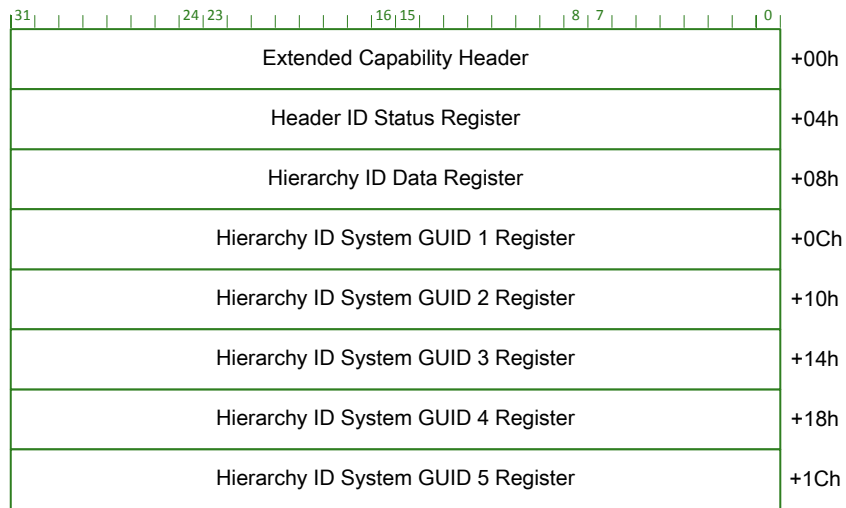 31 24 23 16 15 8 7 0
Extended Capability Header +00h
Header ID Status Register +04h
Hierarchy ID Data Register +08h
Hierarchy ID System GUID 1 Register +0Ch
Hierarchy ID System GUID 2 Register +10h
Hierarchy ID System GUID 3 Register +14h
Hierarchy ID System GUID 4 Register +18h
Hierarchy ID System GUID 5 Register +1Ch